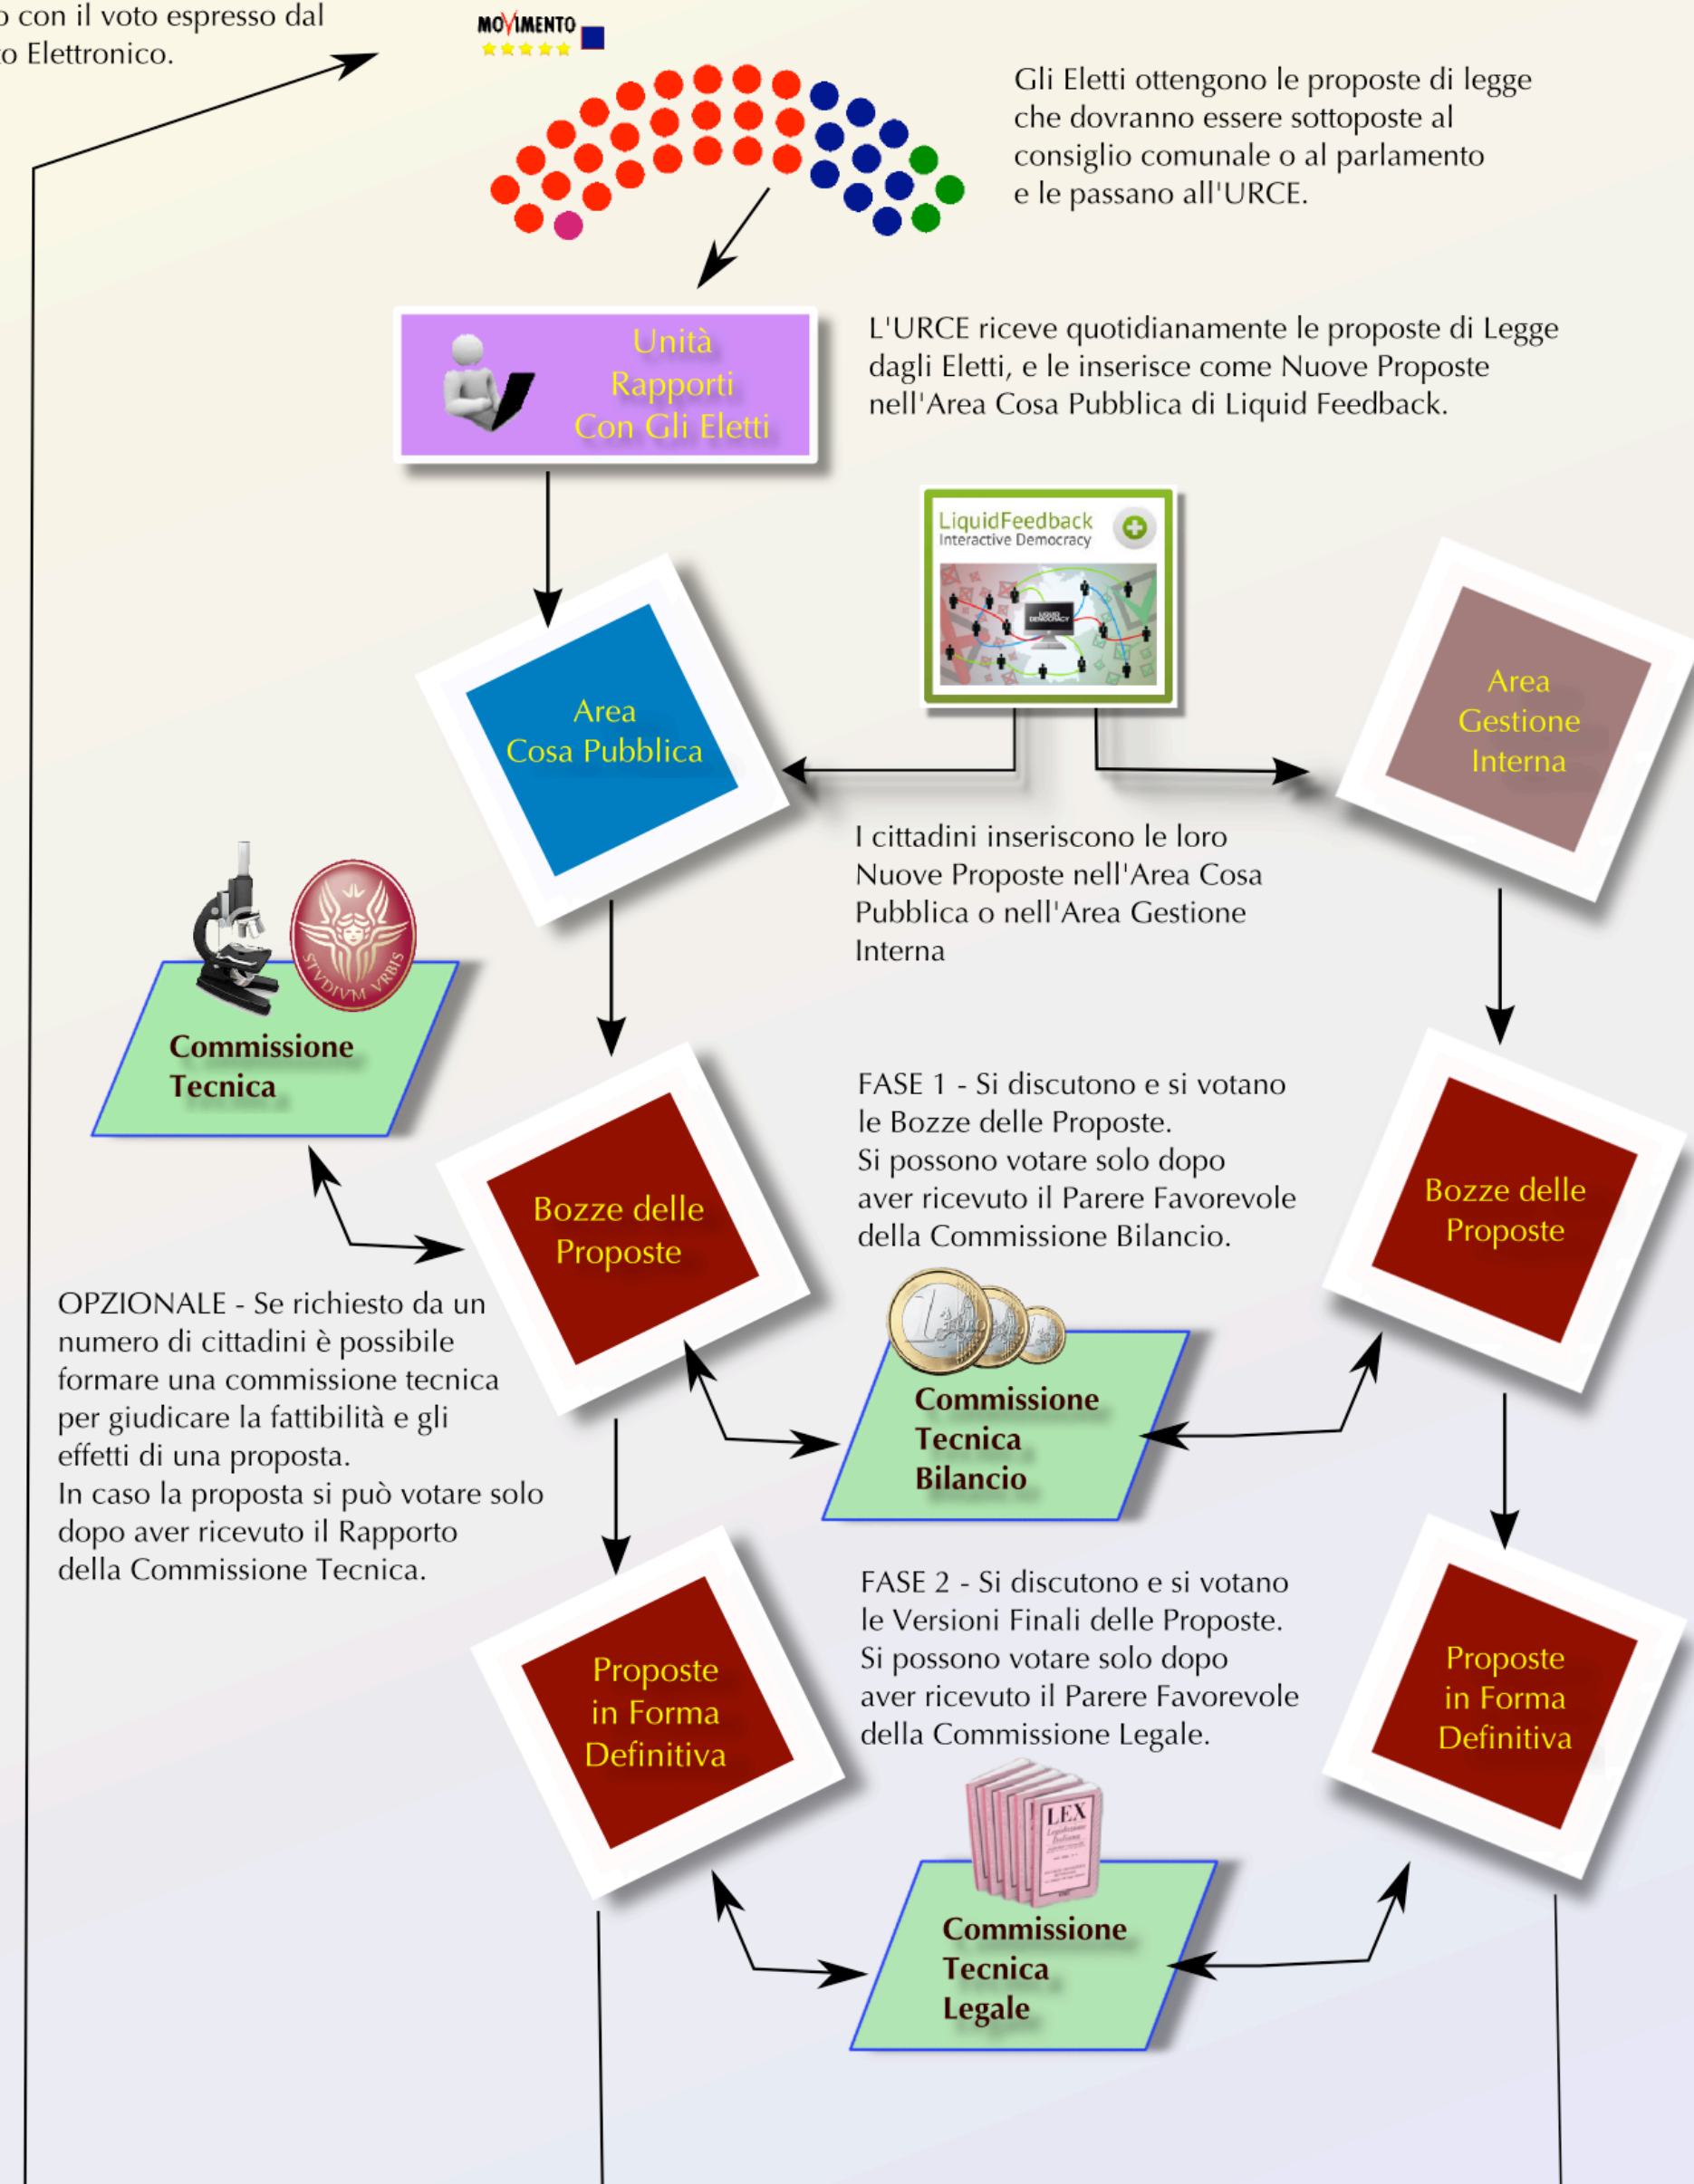 o con il voto espresso dal
to Elettronico.
MOVIMENTO
Gli Eletti ottengono le proposte di legge
che dovranno essere sottoposte al
consiglio comunale o al parlamento
e le passano all'URCE.
Unità
Rapporti
Con Gli Eletti
L'URCE riceve quotidianamente le proposte di Legge
dagli Eletti, e le inserisce come Nuove Proposte
nell'Area Cosa Pubblica di Liquid Feedback.
LiquidFeedback
Interactive Democracy
LIQUID
DEMOCRACY
Area
Cosa Pubblica
Area
Gestione
Interna
I cittadini inseriscono le loro
Nuove Proposte nell'Area Cosa
Pubblica o nell'Area Gestione
Interna
STVDIVM VRBIS
Commissione
Tecnica
FASE 1 - Si discutono e si votano
le Bozze delle Proposte.
Si possono votare solo dopo
aver ricevuto il Parere Favorevole
della Commissione Bilancio.
Bozze delle
Proposte
Bozze delle
Proposte
OPZIONALE - Se richiesto da un
numero di cittadini è possibile
formare una commissione tecnica
per giudicare la fattibilità e gli
effetti di una proposta.
In caso la proposta si può votare solo
dopo aver ricevuto il Rapporto
della Commissione Tecnica.
1
Commissione
Tecnica
Bilancio
FASE 2 - Si discutono e si votano
le Versioni Finali delle Proposte.
Si possono votare solo dopo
aver ricevuto il Parere Favorevole
della Commissione Legale.
Proposte
in Forma
Definitiva
Proposte
in Forma
Definitiva
LEX
Legislazione
Italiana
Commissione
Tecnica
Legale